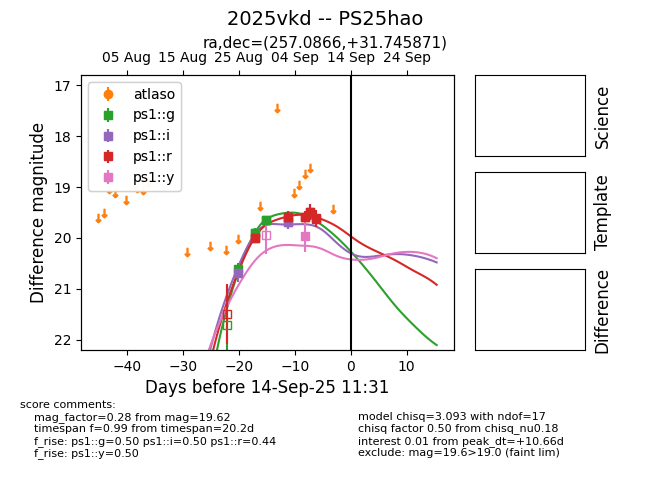 2025vkd -- PS25hao
ra,dec=(257.0866,+31.745871)
05 Aug 15 Aug 25 Aug 04 Sep 14 Sep 24 Sep
17
18
19
20
21
22
Difference magnitude
atlaso
ps1::g
ps1::i
ps1::r
ps1::y
Science
Template
Difference
−40 −30 −20 −10 0 10
Days before 14-Sep-25 11:31
score comments:
mag_factor=0.28 from mag=19.62
timespan f=0.99 from timespan=20.2d
f_rise: ps1::g=0.50 ps1::i=0.50 ps1::r=0.44
f_rise: ps1::y=0.50
model chisq=3.093 with ndof=17
chisq factor 0.50 from chisq_nu0.18
interest 0.01 from peak_dt=+10.66d
exclude: mag=19.6>19.0 (faint lim)